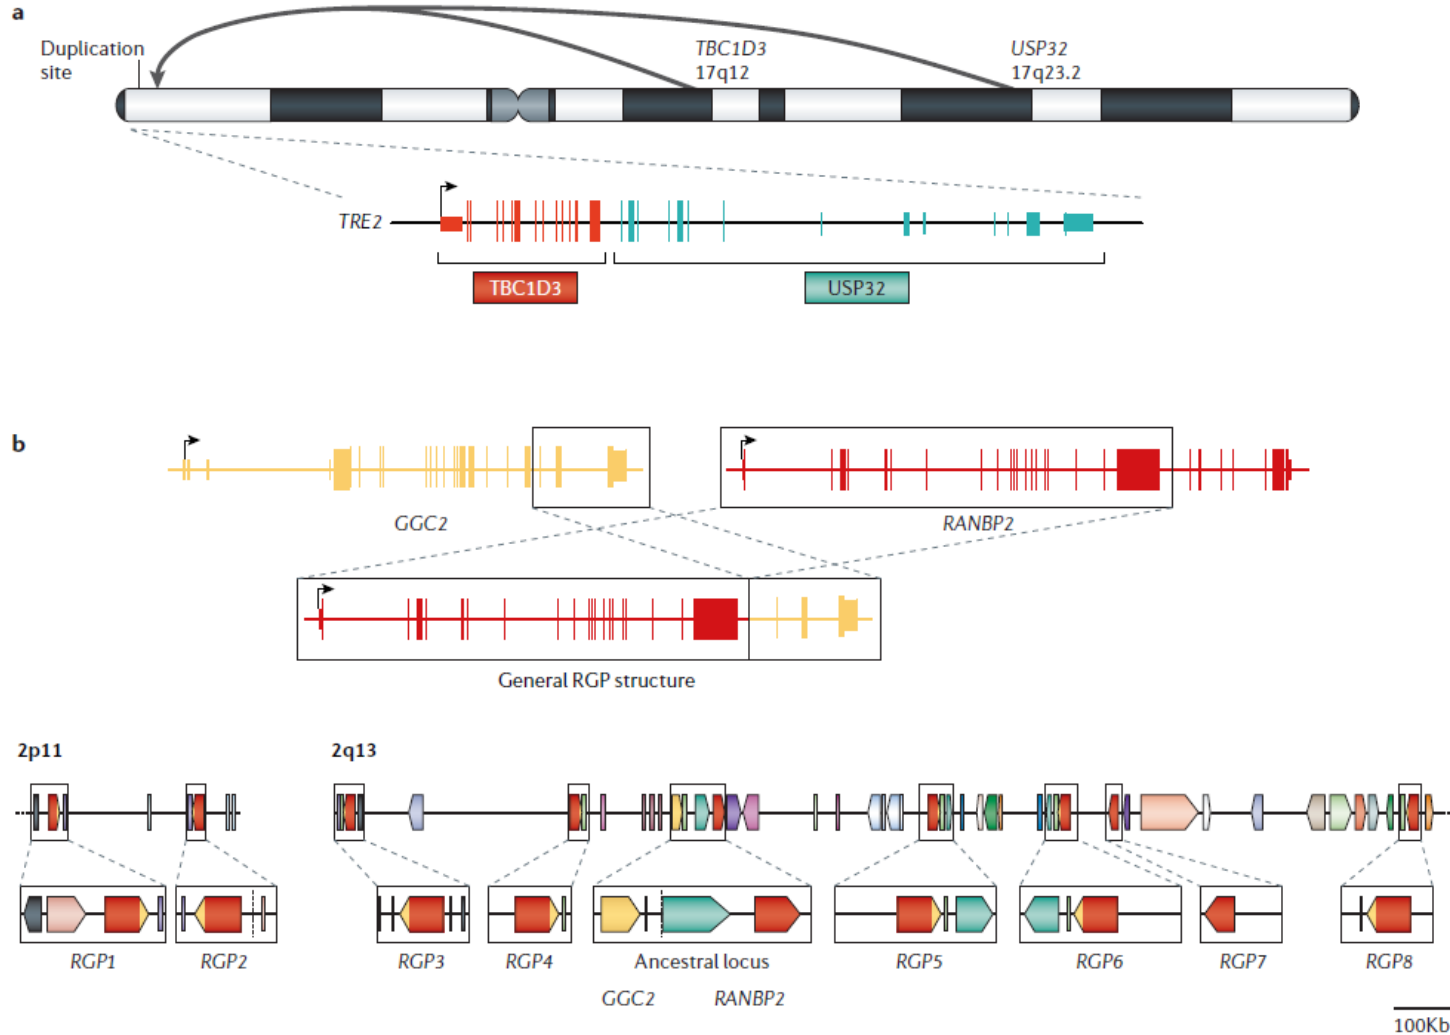 a
Duplication
site
TBC1D3
17q12
USP32
17q23.2
TRE2
TBC1D3
USP32
b
GGC2
RANBP2
General RGP structure
2p11
2q13
RGP1
RGP2
RGP3
RGP4
Ancestral locus
RGP5
RGP6
RGP7
RGP8
GGC2
RANBP2
100Kb